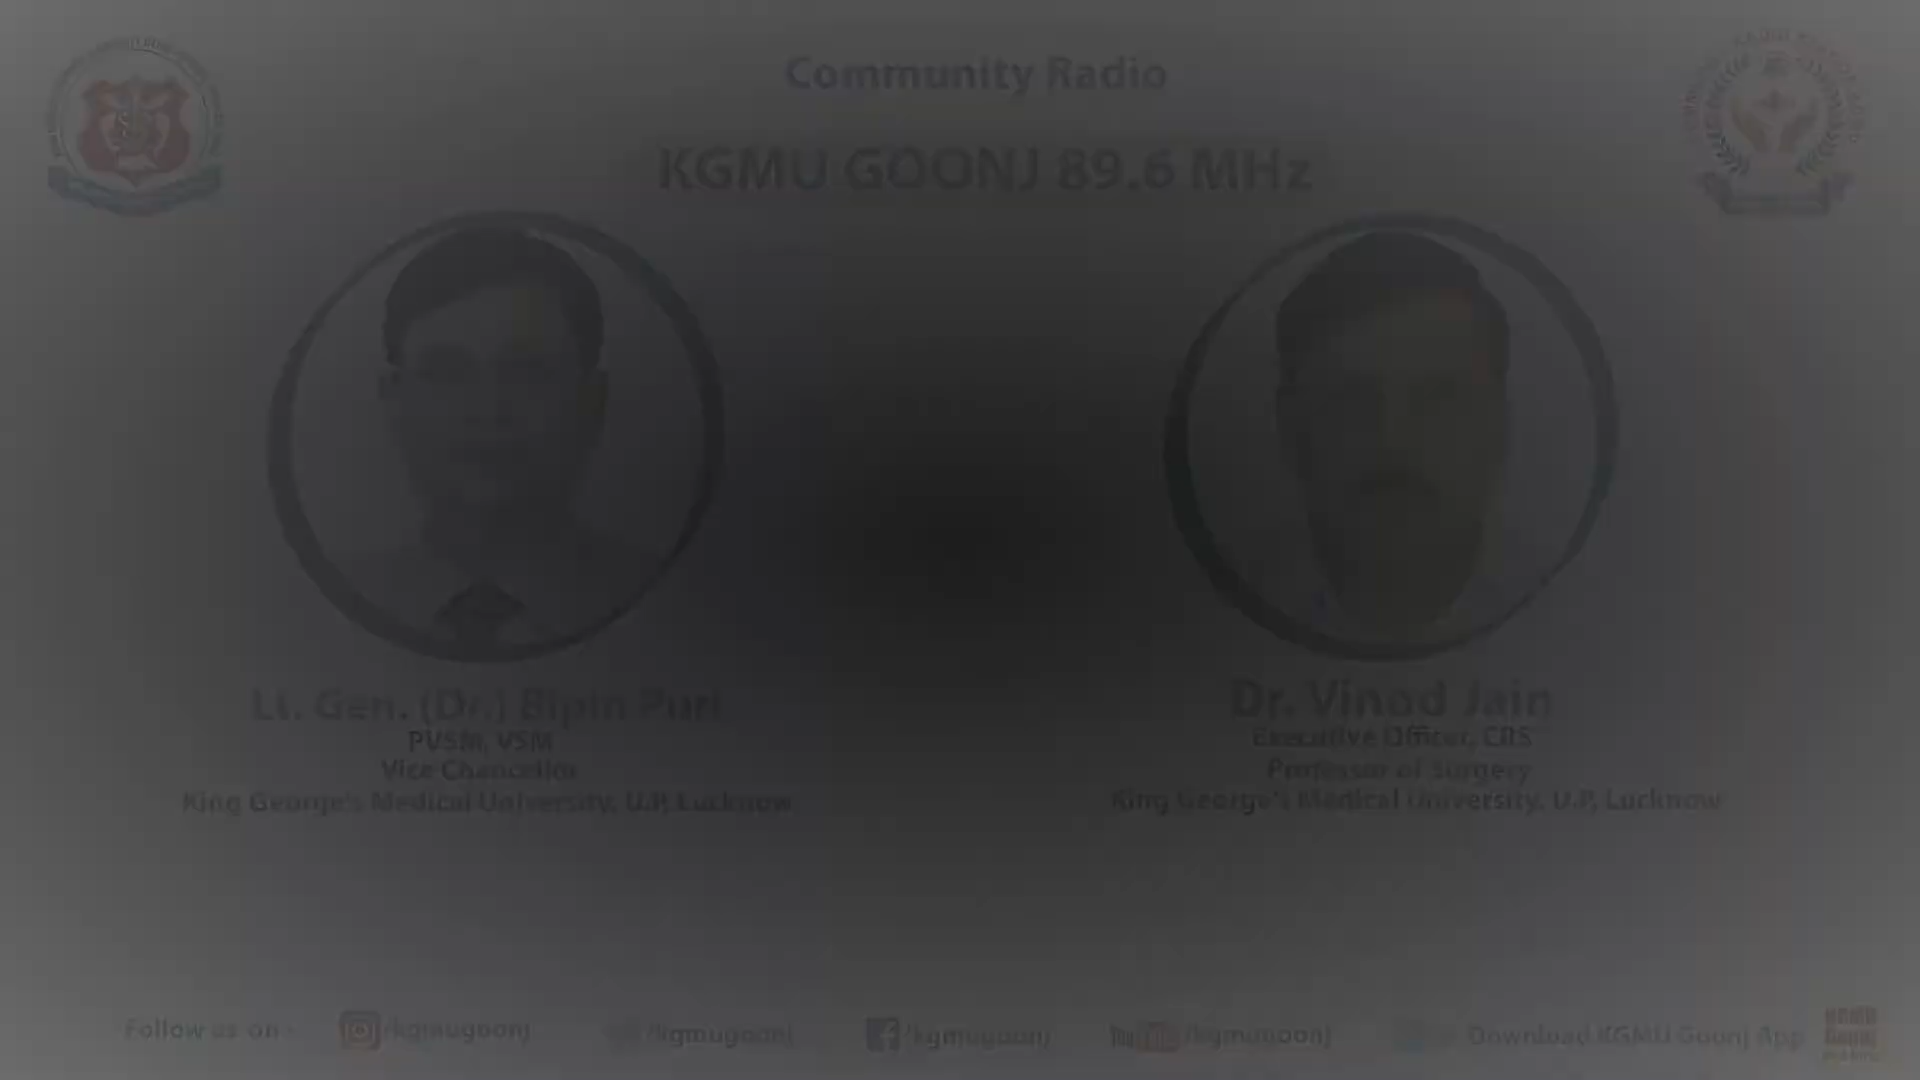 Community Radio
KGMU GOONJ 89.6 MHz
Lt. Gen. (Dr.) Bipin Puri
PVSM, VSM
Vice Chancellor
King George's Medical University, U.P, Lucknow
Dr. Vinod Jain
Executive Officer, CRS
Professor of Surgery
King George's Medical University, U.P, Lucknow
Follow us on -
/kgmugoonj
/kgmugoonj
/kgmugoonj
/kgmugoonj
Download KGMU Goonj App